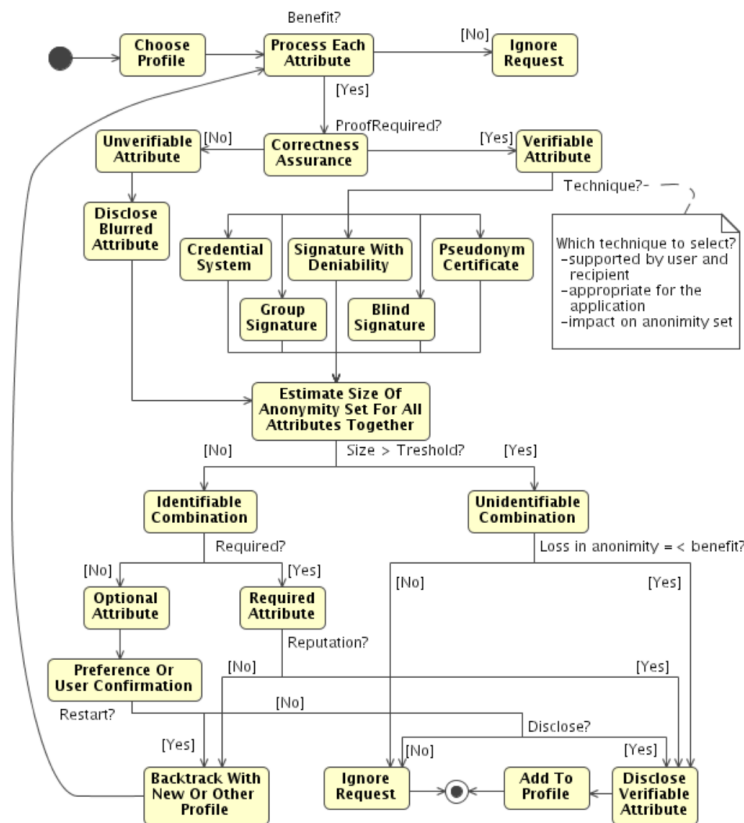 Benefit?
Choose
Profile
Process Each
Attribute
[No]
Ignore
Request
[Yes]
ProofRequired?
Unverifiable
Attribute
[No]
Correctness
Assurance
[Yes]
Verifiable
Attribute
Technique?
Disclose
Blurred
Attribute
Credential
System
Signature With
Deniability
Pseudonym
Certificate
Group
Signature
Blind
Signature
Which technique to select?
-supported by user and
recipient
-appropriate for the
application
-impact on anonimity set
Estimate Size Of
Anonymity Set For All
Attributes Together
[No]
Size > Treshold?
[Yes]
Identifiable
Combination
Unidentifiable
Combination
Required?
Loss in anonimity = < benefit?
[No]
[Yes]
[No]
[Yes]
Optional
Attribute
Required
Attribute
Reputation?
Preference Or
User Confirmation
[No]
[Yes]
Restart?
[No]
Disclose?
[Yes]
[No]
[Yes]
Backtrack With
New Or Other
Profile
Ignore
Request
Add To
Profile
Disclose
Verifiable
Attribute